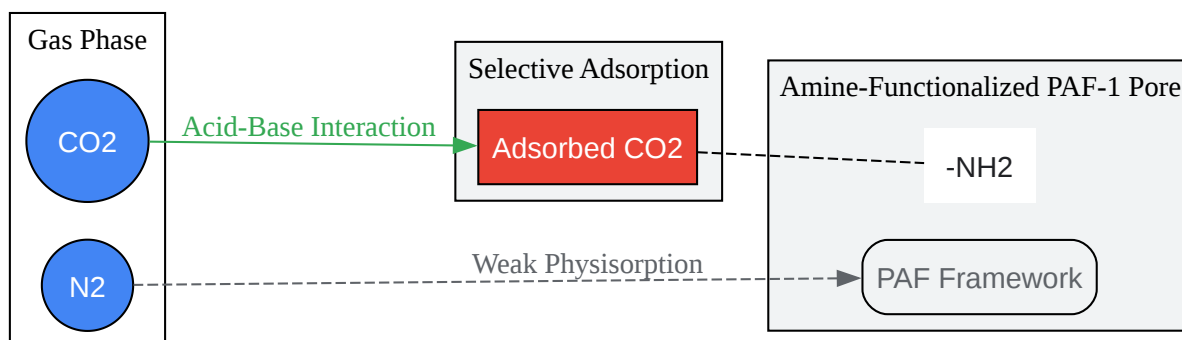 Gas Phase
CO2
N2
Acid-Base Interaction
Weak Physisorption
Selective Adsorption
Adsorbed CO2
Amine-Functionalized PAF-1 Pore
-NH2
PAF Framework